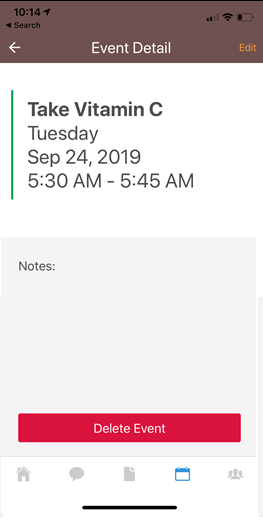 10:14
◀ Search
Event Detail
Edit
Take Vitamin C
Tuesday
Sep 24, 2019
5:30 AM - 5:45 AM
Notes:
Delete Event